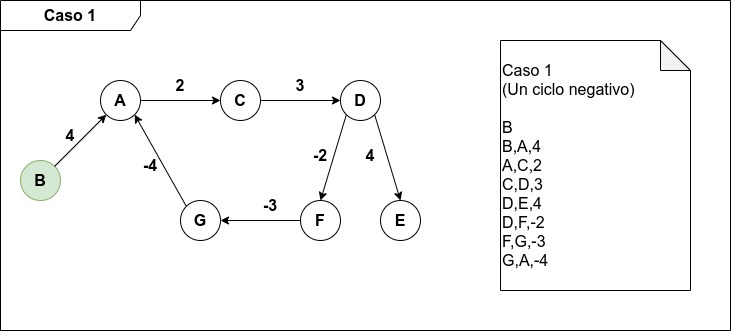 Caso 1
2
3
A
C
D
4
-4
-2
4
B
-3
G
F
E
Caso 1
(Un ciclo negativo)
B
B,A,4
A,C,2
C,D,3
D,E,4
D,F,-2
F,G,-3
G,A,-4